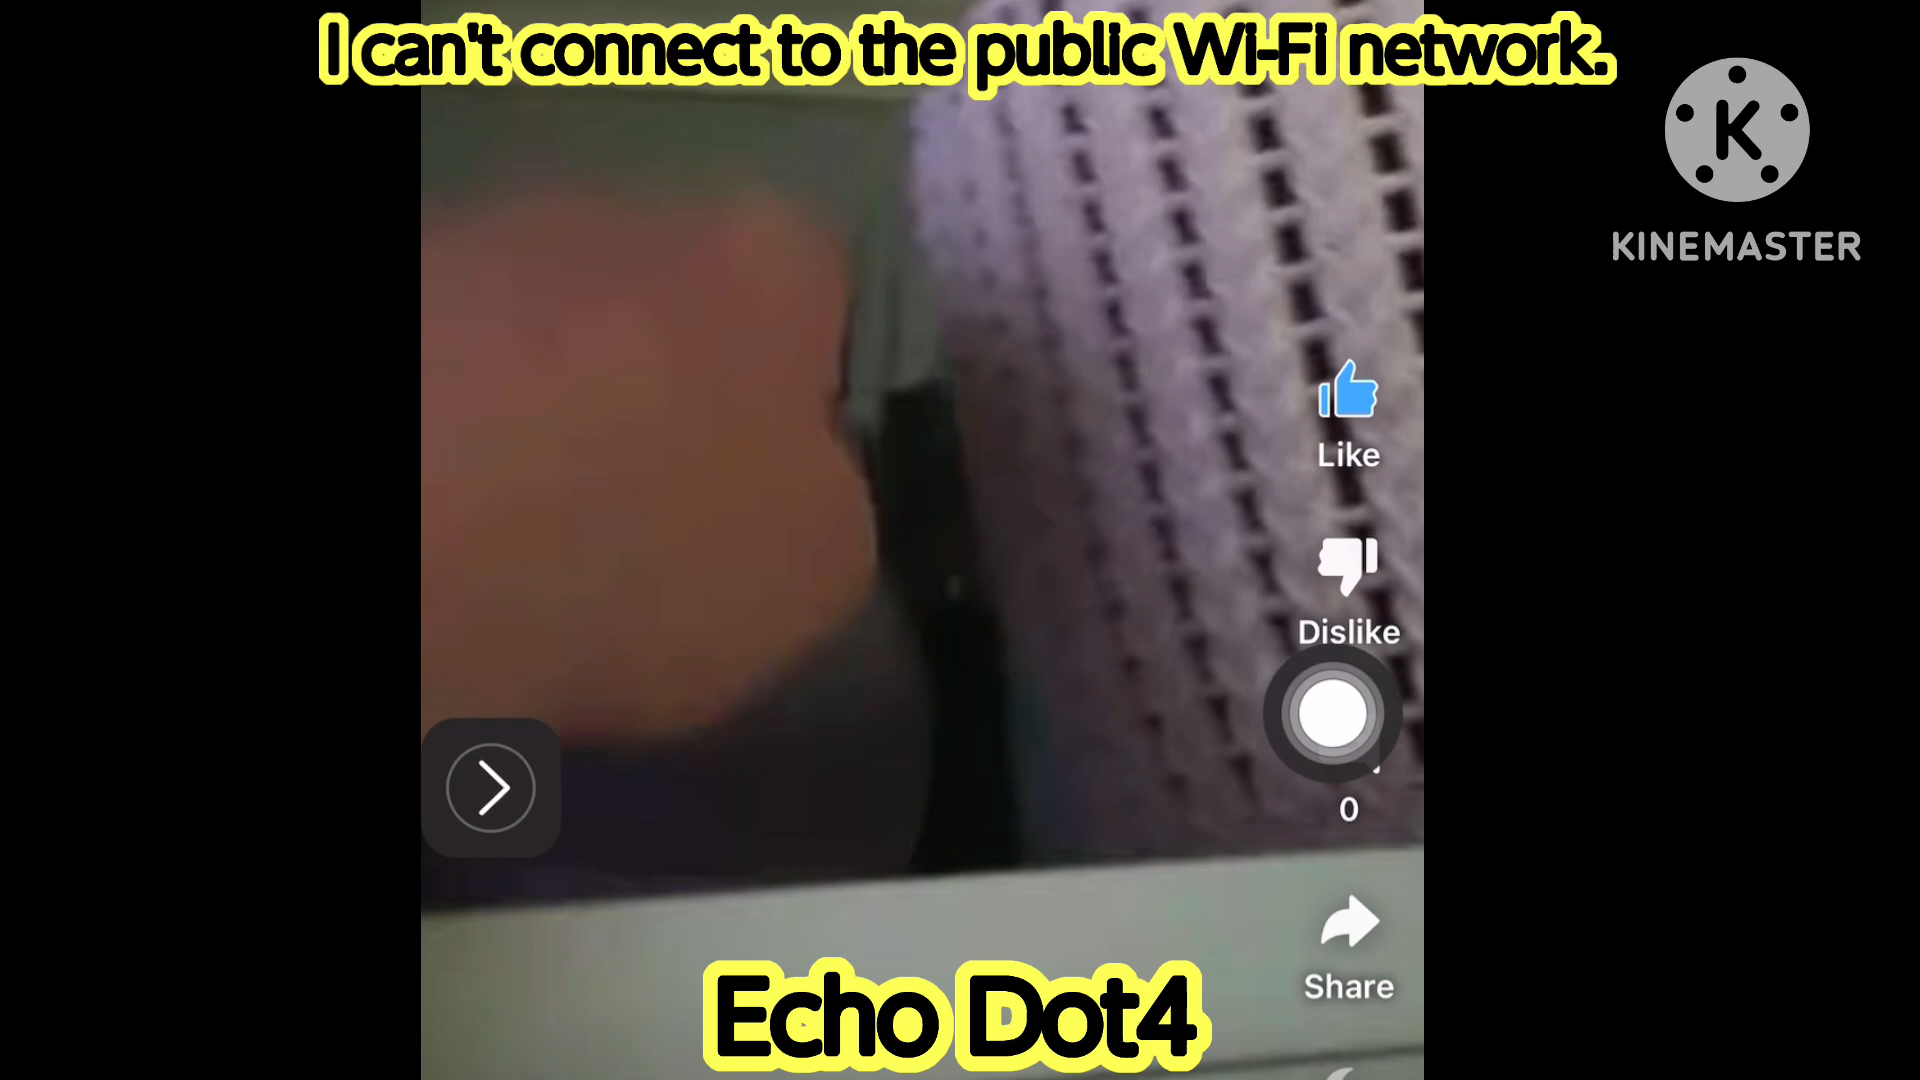 I can't connect to the public Wi-Fi network.
K
KINEMASTER
Like
Dislike
0
Share
Echo Dot4